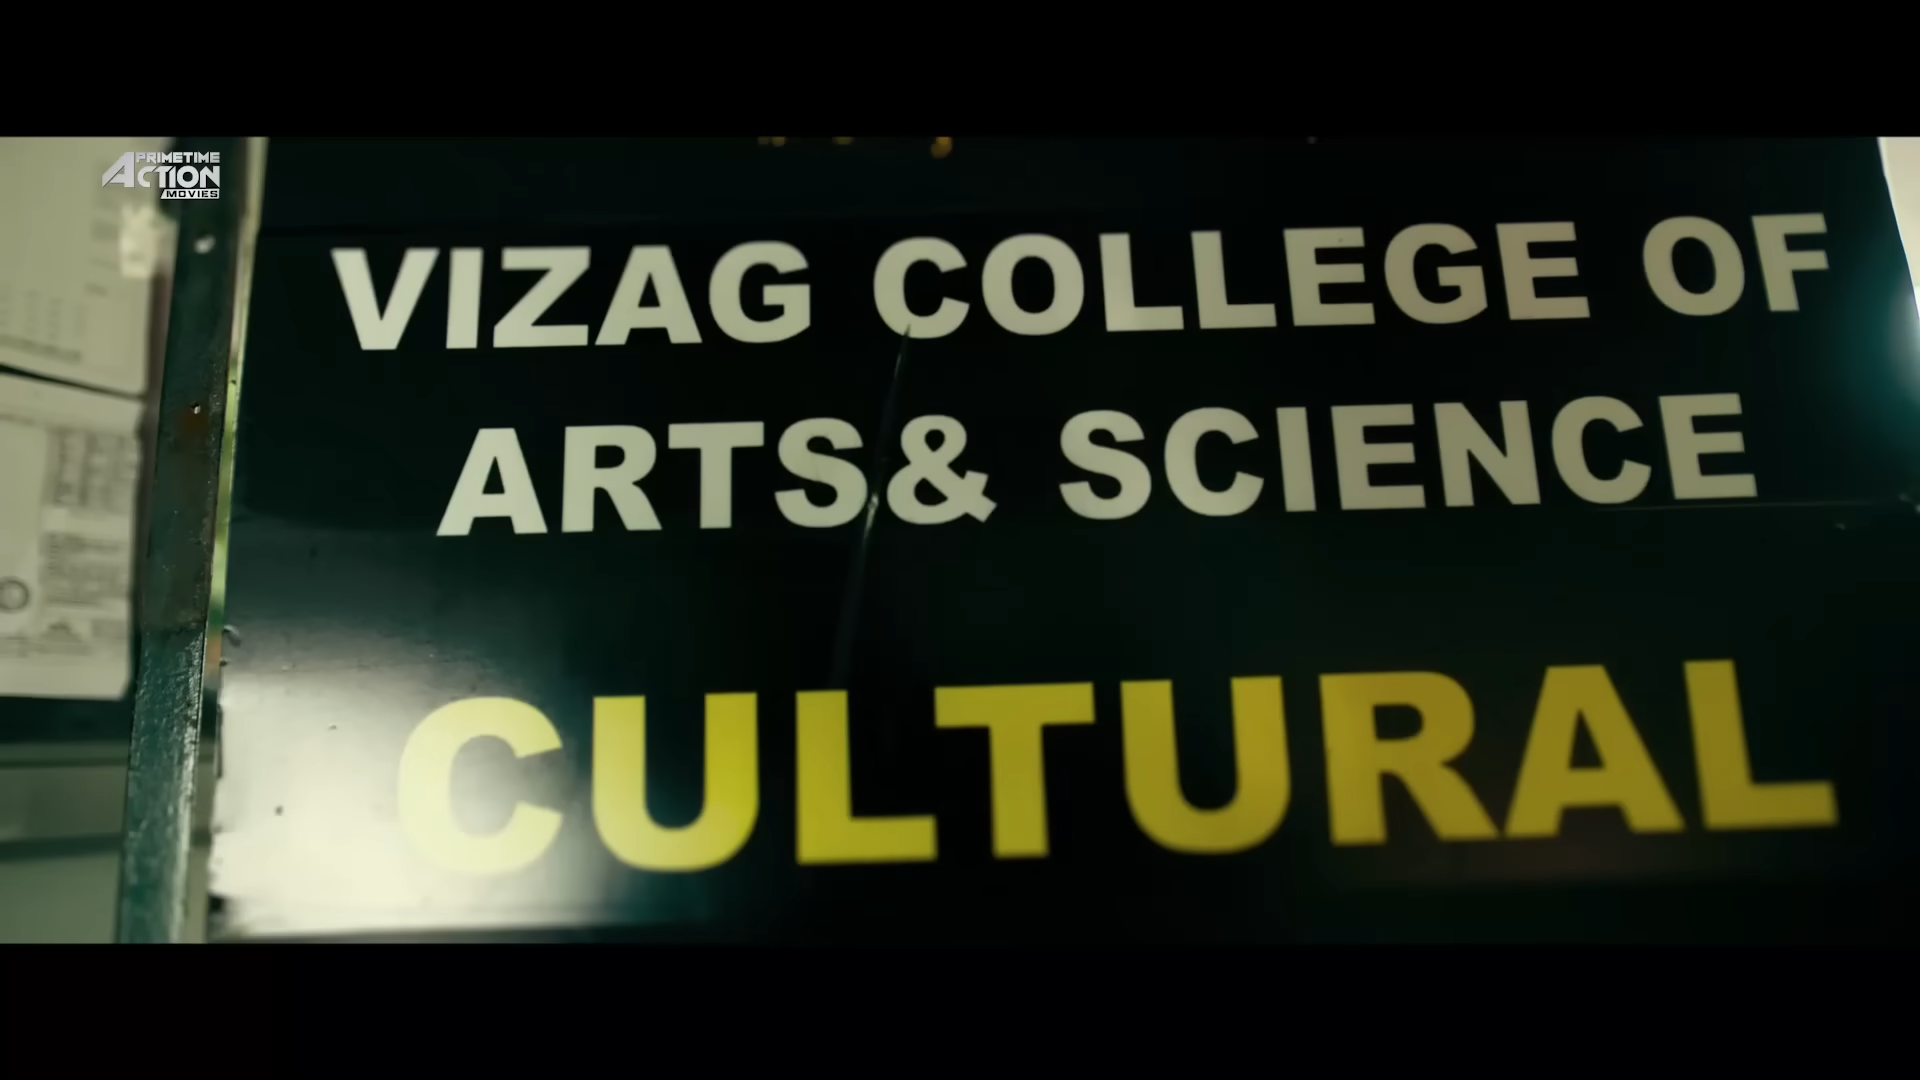 PRIMETIME
ACTION
MOVIES
VIZAG COLLEGE OF
ARTS& SCIENCE
CULTURAL